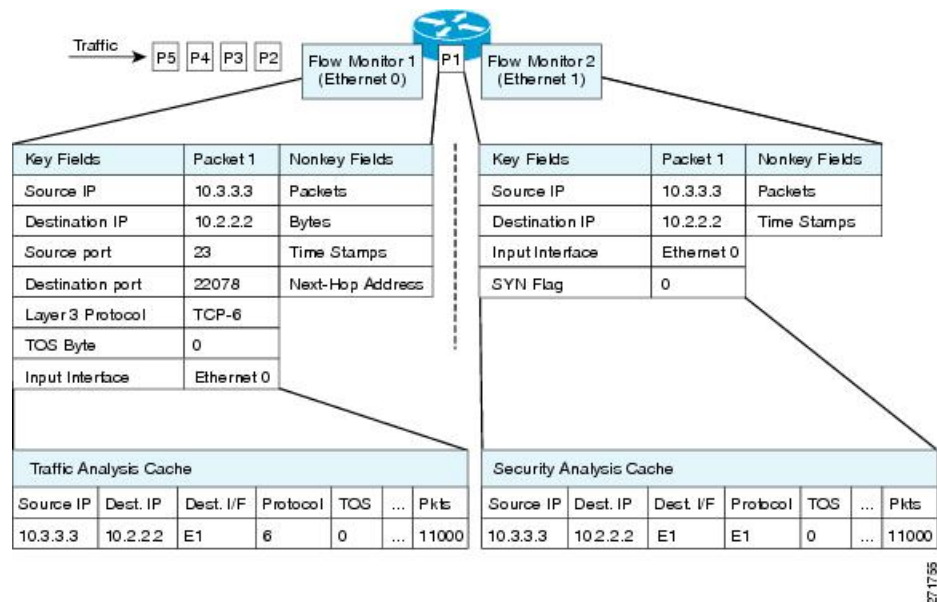 Traffic
P5 P4 P3 P2
Flow Monitor 1
(Ethernet 0)
P1
Flow Monitor 2
(Ethernet 1)
Key Fields Packet 1 Nonkey Fields
Source IP 10.3.3.3 Packets
Destination IP 10.2.2.2 Bytes
Source port 23 Time Stamps
Destination port 22078 Next-Hop Address
Layer 3 Protocol TCP-6
TOS Byte 0
Input Interface Ethernet 0
Key Fields Packet 1 Nonkey Fields
Source IP 10.3.3.3 Packets
Destination IP 10.2.2.2 Time Stamps
Input Interface Ethernet 0
SYN Flag 0
Traffic Analysis Cache
Source IP Dest. IP Dest. I/F Protocol TOS ... Pkts
10.3.3.3 10.2.2.2 E1 6 0 ... 11000
Security Analysis Cache
Source IP Dest. IP Dest. I/F Protocol TOS ... Pkts
10.3.3.3 10.2.2.2 E1 E1 0 ... 11000
271755